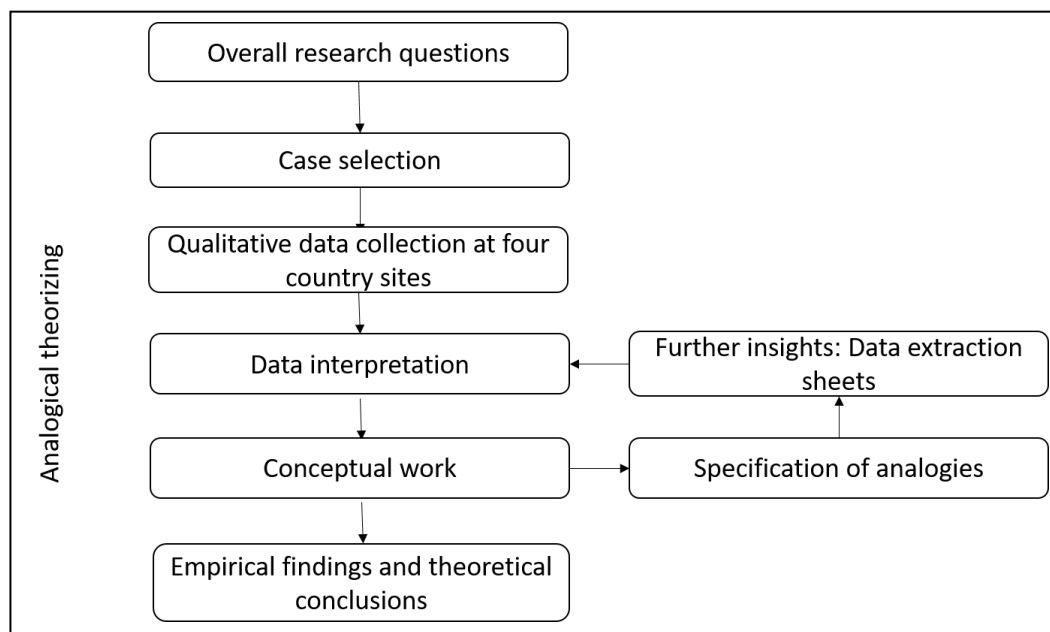 Overall research questions
Case selection
Qualitative data collection at four
country sites
Data interpretation
Further insights: Data extraction
sheets
Conceptual work
Specification of analogies
Empirical findings and theoretical
conclusions
Analogical theorizing